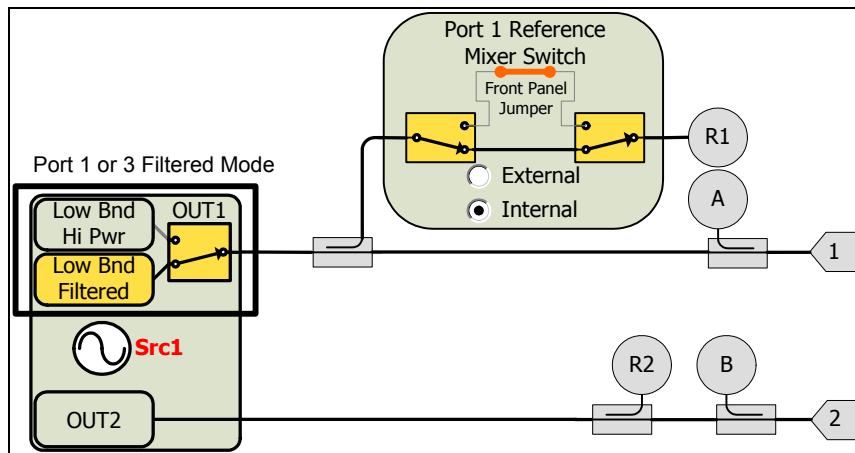 Port 1 Reference
Mixer Switch
Front Panel
Jumper
R1
External
Internal
A
Port 1 or 3 Filtered Mode
Low Bnd
Hi Pwr
OUT1
Low Bnd
Filtered
1
Src1
R2
B
OUT2
2